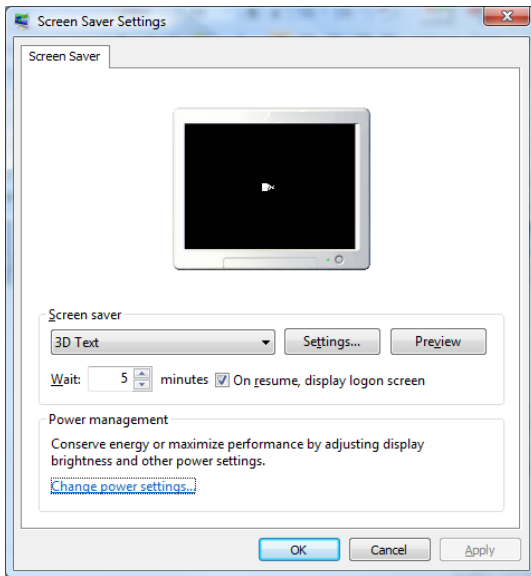 Screen Saver Settings
Screen Saver
Screen saver
3D Text Settings... Preview
Wait: 5 minutes On resume, display logon screen
Power management
Conserve energy or maximize performance by adjusting display
brightness and other power settings.
Change power settings...
OK Cancel Apply